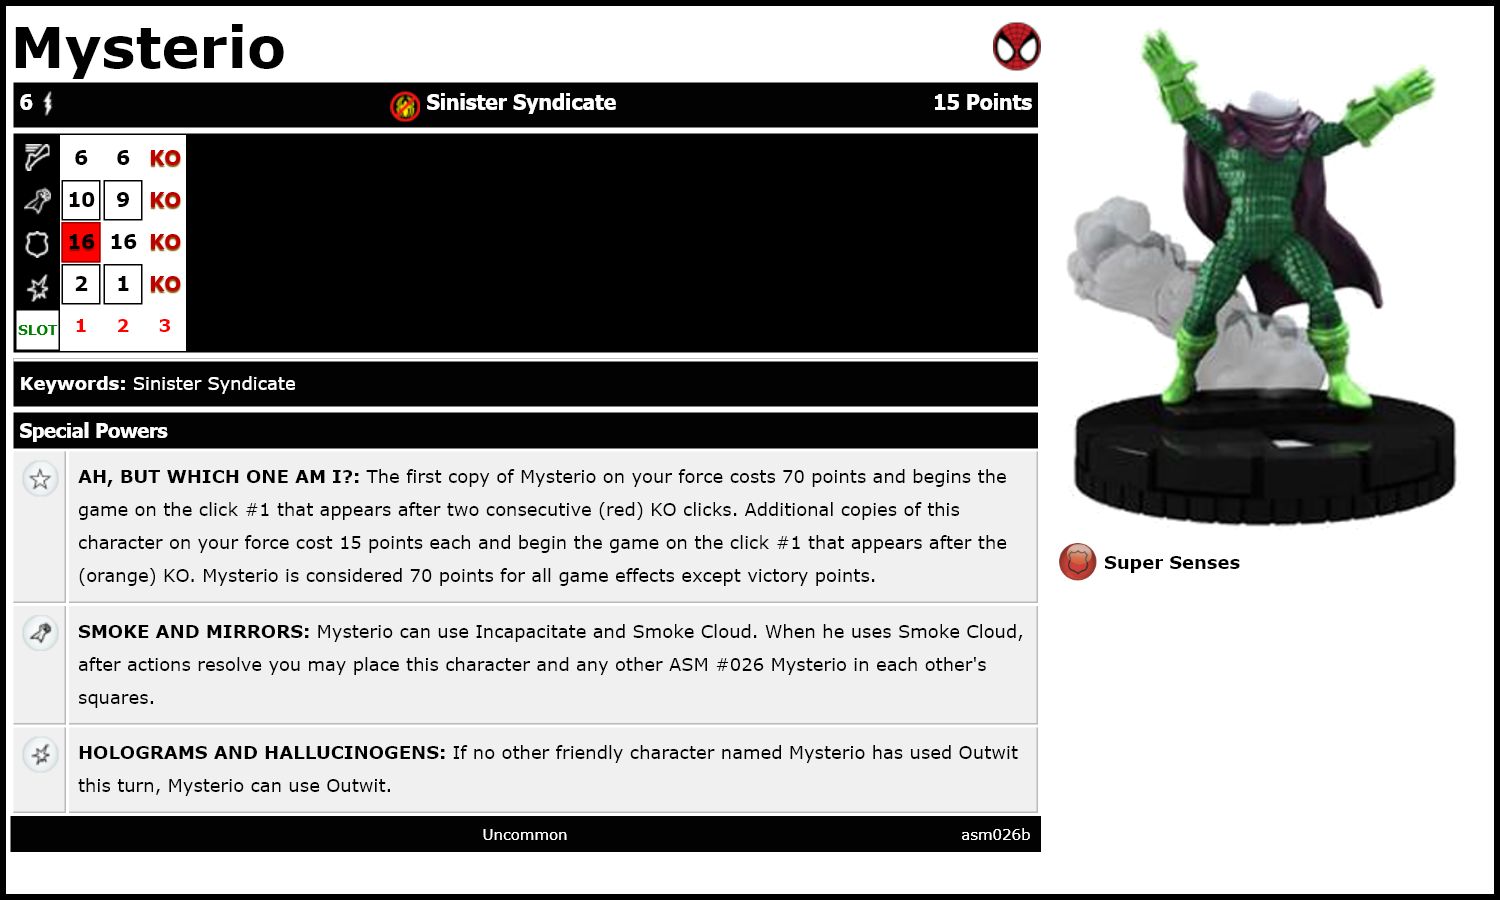 Mysterio
6 Sinister Syndicate 15 Points
6 6 KO
10 9 KO
16 16 KO
2 1 KO
SLOT 1 2 3
Keywords: Sinister Syndicate
Special Powers
AH, BUT WHICH ONE AM I?: The first copy of Mysterio on your force costs 70 points and begins the
game on the click #1 that appears after two consecutive (red) KO clicks. Additional copies of this
character on your force cost 15 points each and begin the game on the click #1 that appears after the
(orange) KO. Mysterio is considered 70 points for all game effects except victory points.
SMOKE AND MIRRORS: Mysterio can use Incapacitate and Smoke Cloud. When he uses Smoke Cloud,
after actions resolve you may place this character and any other ASM #026 Mysterio in each other's
squares.
HOLOGRAMS AND HALLUCINOGENS: If no other friendly character named Mysterio has used Outwit
this turn, Mysterio can use Outwit.
Uncommon asm026b
Super Senses